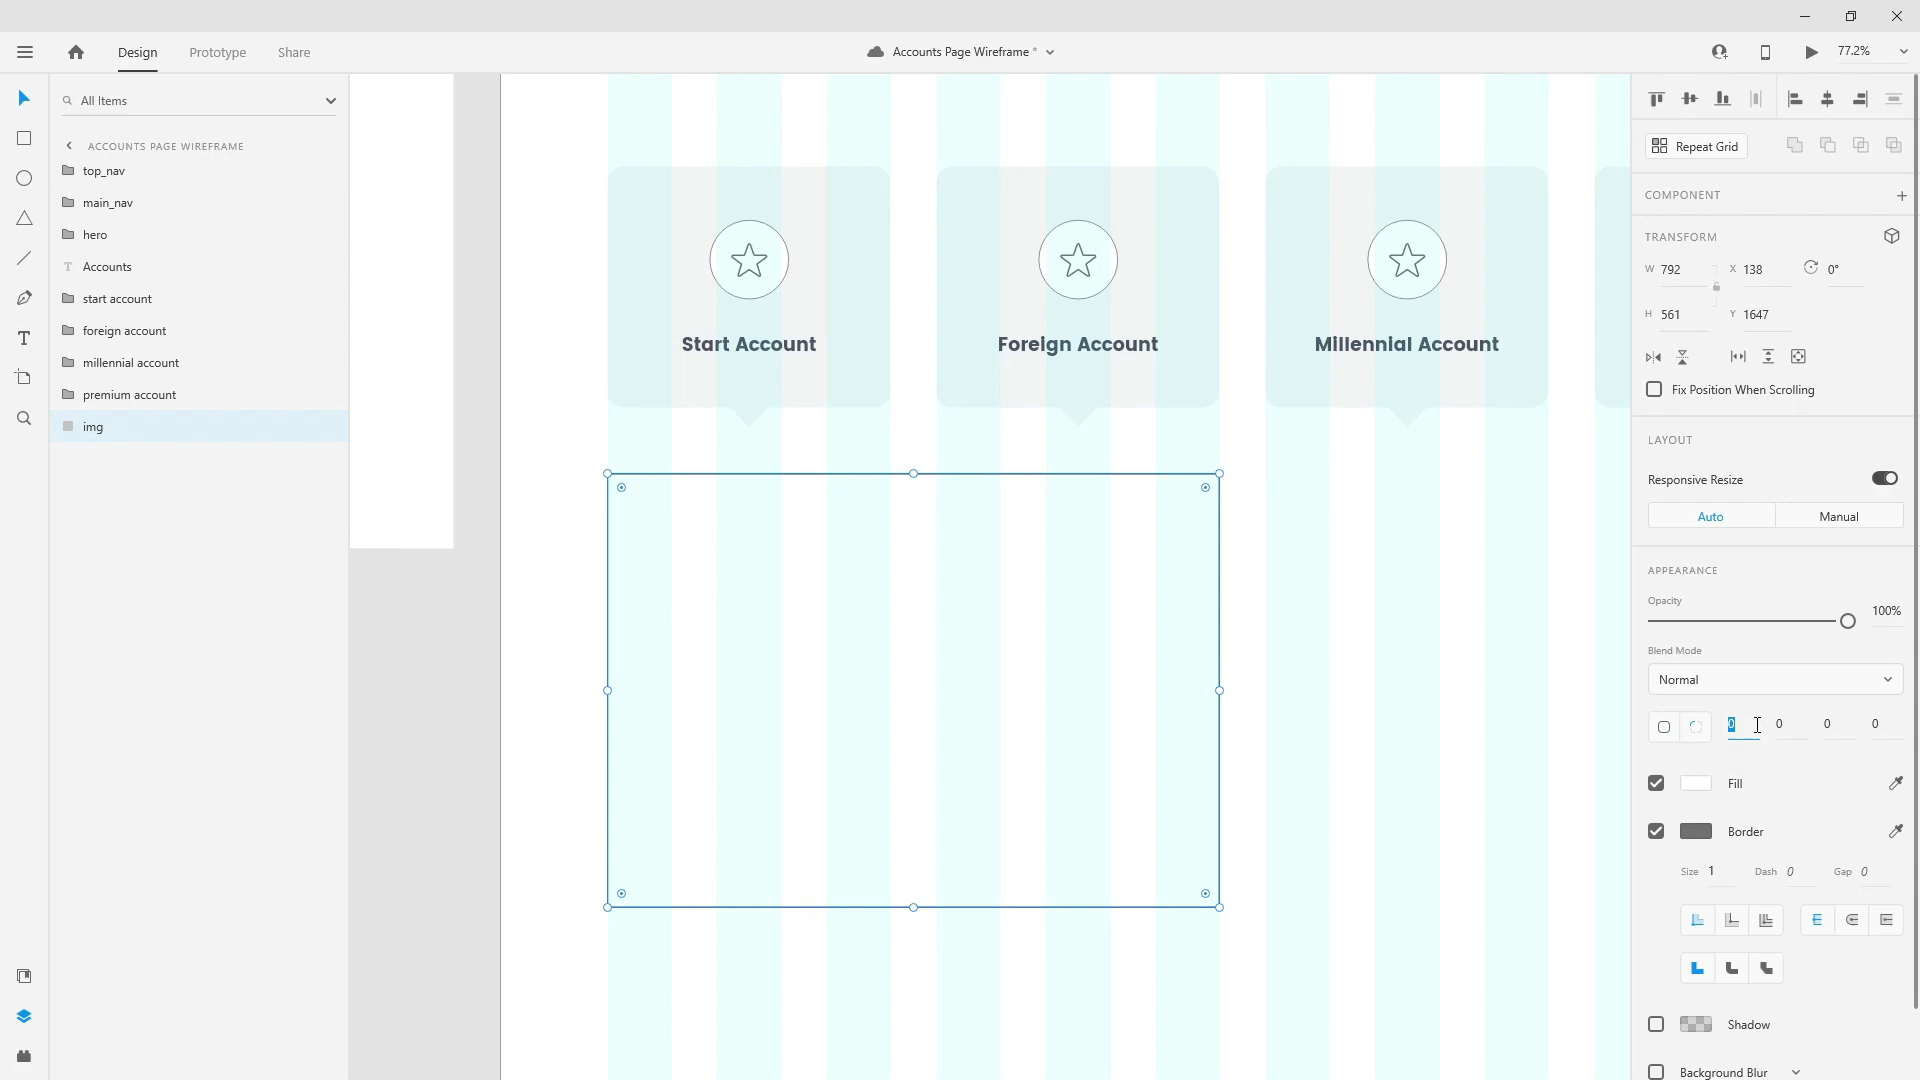 Design
Prototype
Share
Accounts Page Wireframe *
77.2%
All Items
ACCOUNTS PAGE WIREFRAME
top_nav
main_nav
hero
Accounts
start account
foreign account
millennial account
premium account
img
Start Account
Foreign Account
Millennial Account
Repeat Grid
COMPONENT
TRANSFORM
W 792 X 138 0°
H 561 Y 1647
Fix Position When Scrolling
LAYOUT
Responsive Resize
Auto
Manual
APPEARANCE
Opacity
100%
Blend Mode
Normal
0 0 0 0
Fill
Border
Size 1 Dash 0 Gap 0
Shadow
Background Blur